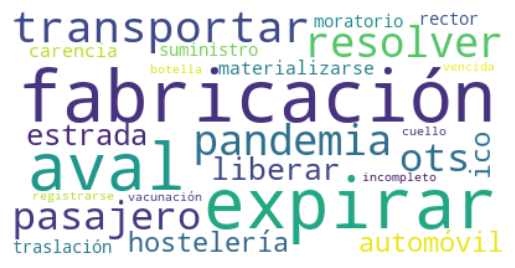 transportar moratorio rector
carencia suministro resolver
botella materializarse vencida
fabricación
estrada pandemia cuello
aval liberar ots ico
incompleto
registrarse vacunación expirar
pasajero
traslación hostelería automóvil